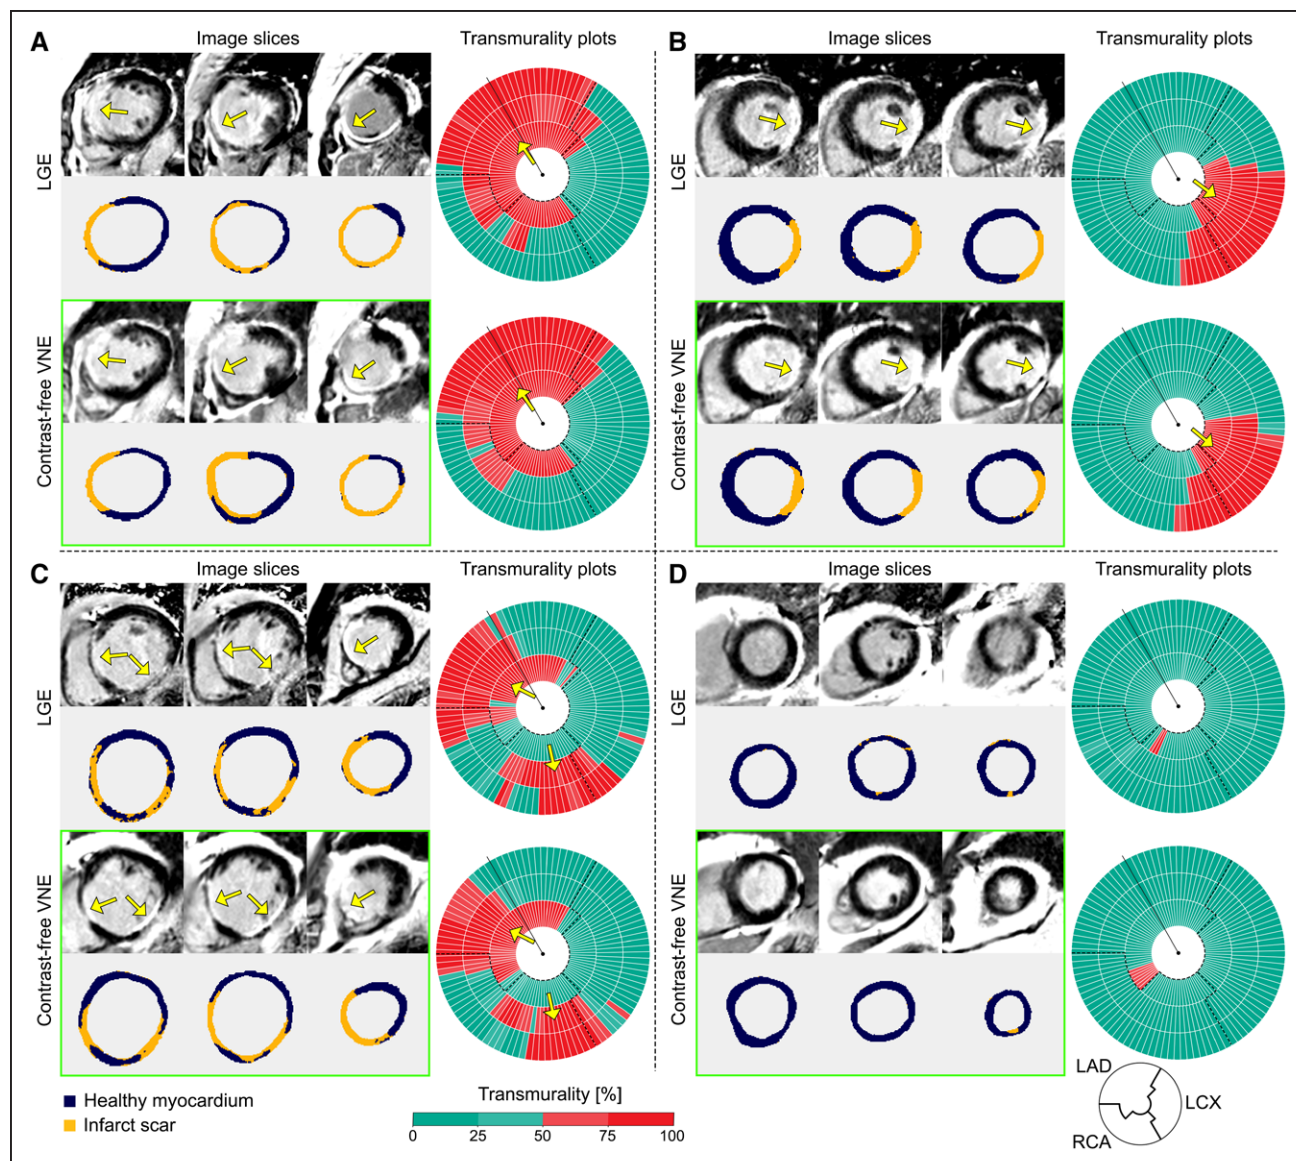 A
Image slices
Transmurality plots
LGE
Contrast-free VNE
B
Image slices
Transmurality plots
LGE
Contrast-free VNE
C
Image slices
Transmurality plots
LGE
Contrast-free VNE
D
Image slices
Transmurality plots
LGE
Contrast-free VNE
Healthy myocardium
Infarct scar
Transmurality [%]
0 25 50 75 100
LAD
LCX
RCA